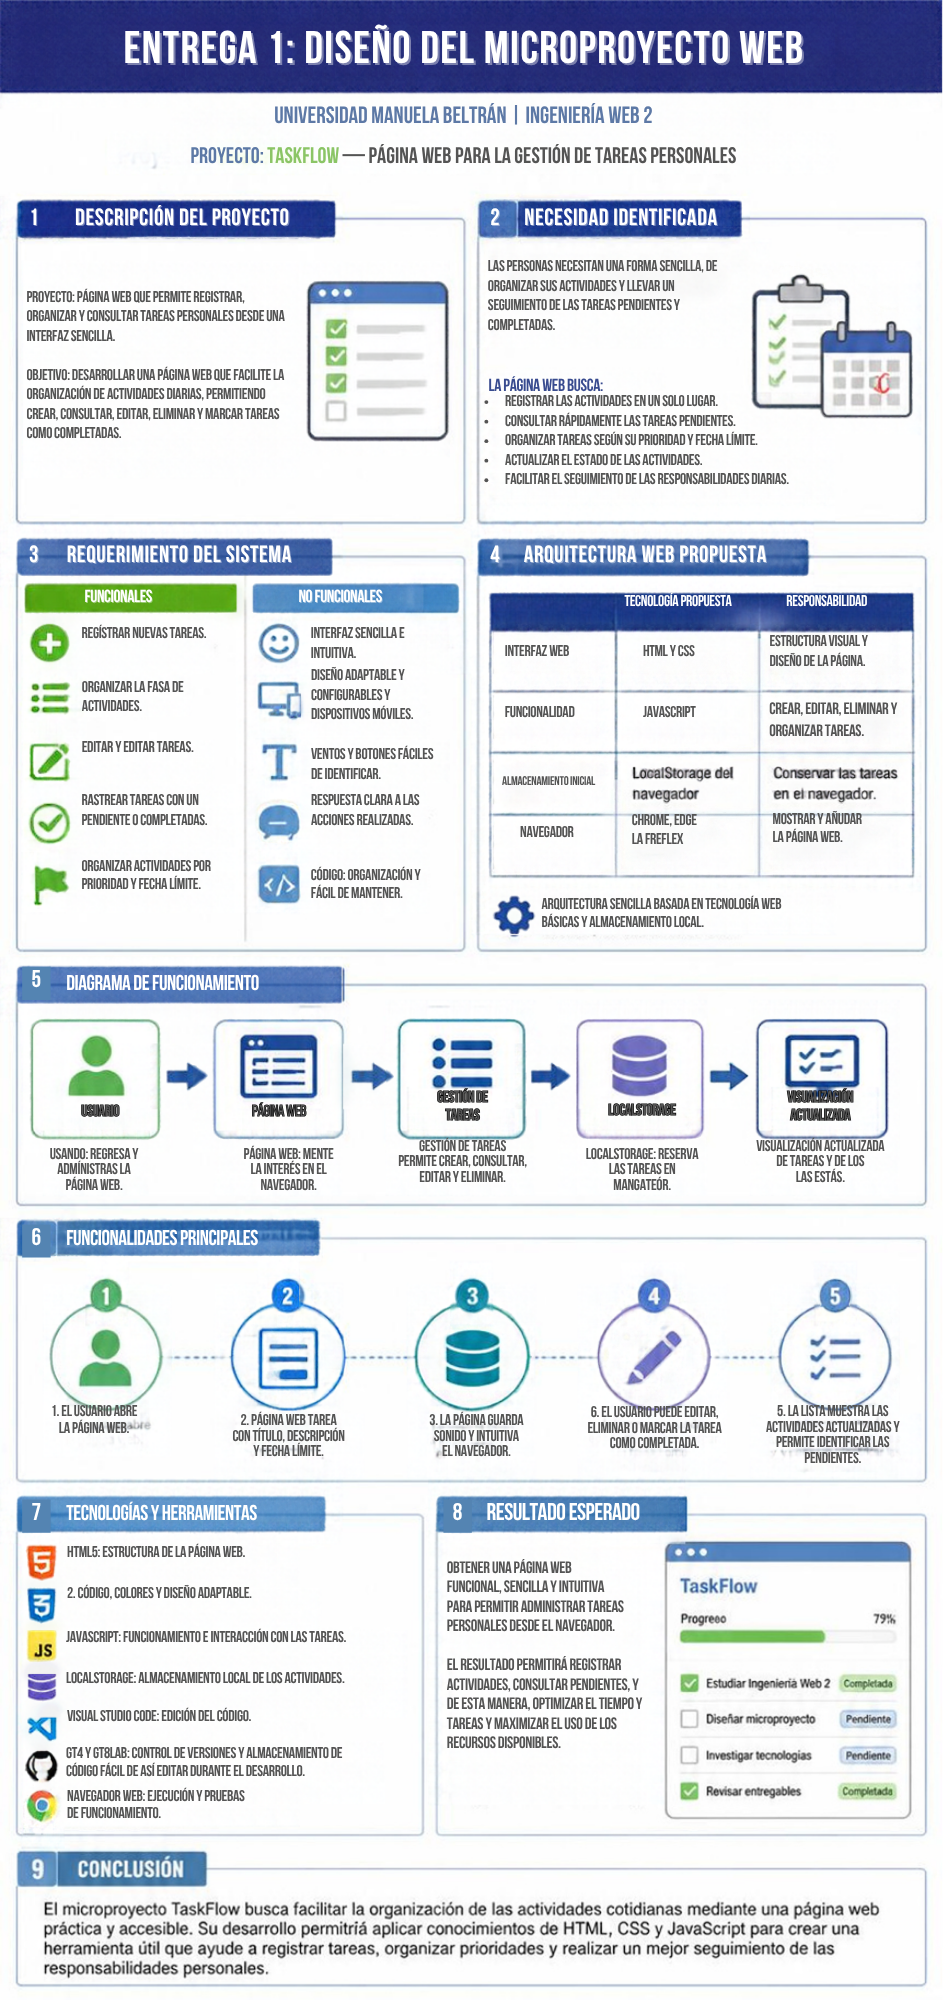 ENTREGA 1: DISEÑO DEL MICROPROYECTO WEB
UNIVERSIDAD MANUELA BELTRÁN | INGENIERÍA WEB 2
PROYECTO: TASKFLOW — PÁGINA WEB PARA LA GESTIÓN DE TAREAS PERSONALES
1 DESCRIPCIÓN DEL PROYECTO
PROYECTO: PÁGINA WEB QUE PERMITE REGISTRAR,
ORGANIZAR Y CONSULTAR TAREAS PERSONALES DESDE UNA
INTERFAZ SENCILLA.
OBJETIVO: DESARROLLAR UNA PÁGINA WEB QUE FACILITE LA
ORGANIZACIÓN DE ACTIVIDADES DIARIAS, PERMITIENDO
CREAR, CONSULTAR, EDITAR, ELIMINAR Y MARCAR TAREAS
COMO COMPLETADAS.
2 NECESIDAD IDENTIFICADA
LAS PERSONAS NECESITAN UNA FORMA SENCILLA, DE
ORGANIZAR SUS ACTIVIDADES Y LLEVAR UN
SEGUIMIENTO DE LAS TAREAS PENDIENTES Y
COMPLETADAS.
LA PÁGINA WEB BUSCA:
• REGISTRAR LAS ACTIVIDADES EN UN SOLO LUGAR.
• CONSULTAR RÁPIDAMENTE LAS TAREAS PENDIENTES.
• ORGANIZAR TAREAS SEGÚN SU PRIORIDAD Y FECHA LÍMITE.
• ACTUALIZAR EL ESTADO DE LAS ACTIVIDADES.
• FACILITAR EL SEGUIMIENTO DE LAS RESPONSABILIDADES DIARIAS.
3 REQUERIMIENTO DEL SISTEMA
FUNCIONALES
REGÍSTRAR NUEVAS TAREAS.
ORGANIZAR LA FASA DE
ACTIVIDADES.
EDITAR Y EDITAR TAREAS.
RASTREAR TAREAS CON UN
PENDIENTE O COMPLETADAS.
ORGANIZAR ACTIVIDADES POR
PRIORIDAD Y FECHA LÍMITE.
NO FUNCIONALES
INTERFAZ SENCILLA E
INTUITIVA.
DISEÑO ADAPTABLE Y
CONFIGURABLES Y
DISPOSITIVOS MÓVILES.
VENTOS Y BOTONES FÁCILES
DE IDENTIFICAR.
RESPUESTA CLARA A LAS
ACCIONES REALIZADAS.
CÓDIGO: ORGANIZACIÓN Y
FÁCIL DE MANTENER.
4 ARQUITECTURA WEB PROPUESTA
TECNOLOGÍA PROPUESTA RESPONSABILIDAD
INTERFAZ WEB HTML Y CSS ESTRUCTURA VISUAL Y
DISEÑO DE LA PÁGINA.
FUNCIONALIDAD JAVASCRIPT CREAR, EDITAR, ELIMINAR Y
ORGANIZAR TAREAS.
ALMACENAMIENTO INICIAL LocalStorage del
navegador
Conservar las tareas
en el navegador.
NAVEGADOR CHROME, EDGE
LA FREFLEX
MOSTRAR Y AÑUDAR
LA PÁGINA WEB.
ARQUITECTURA SENCILLA BASADA EN TECNOLOGÍA WEB
BÁSICAS Y ALMACENAMIENTO LOCAL.
5 DIAGRAMA DE FUNCIONAMIENTO
USUARIO
USANDO: REGRESA Y
ADMÍNISTRAS LA
PÁGINA WEB.
PÁGINA WEB
PÁGINA WEB: MENTE
LA INTERÉS EN EL
NAVEGADOR.
GESTIÓN DE
TAREAS
GESTIÓN DE TAREAS
PERMITE CREAR, CONSULTAR,
EDITAR Y ELIMINAR.
LOCALSTORAGE
LOCALSTORAGE: RESERVA
LAS TAREAS EN
MANGATEÓR.
VISUALIZACIÓN
ACTUALIZADA
VISUALIZACIÓN ACTUALIZADA
DE TAREAS Y DE LOS
LAS ESTÁS.
6 FUNCIONALIDADES PRINCIPALES
1
1. EL USUARIO ABRE
LA PÁGINA WEB.
2
2. PÁGINA WEB TAREA
CON TÍTULO, DESCRIPCIÓN
Y FECHA LÍMITE.
3
3. LA PÁGINA GUARDA
SONIDO Y INTUITIVA
EL NAVEGADOR.
4
6. EL USUARIO PUEDE EDITAR,
ELIMINAR O MARCAR LA TAREA
COMO COMPLETADA.
5
5. LA LISTA MUESTRA LAS
ACTIVIDADES ACTUALIZADAS Y
PERMITE IDENTIFICAR LAS
PENDIENTES.
7 TECNOLOGÍAS Y HERRAMIENTAS
HTML5: ESTRUCTURA DE LA PÁGINA WEB.
2. CÓDIGO, COLORES Y DISEÑO ADAPTABLE.
JS
JAVASCRIPT: FUNCIONAMIENTO E INTERACCIÓN CON LAS TAREAS.
LOCALSTORAGE: ALMACENAMIENTO LOCAL DE LOS ACTIVIDADES.
VISUAL STUDIO CODE: EDICIÓN DEL CÓDIGO.
GT4 Y GT8LAB: CONTROL DE VERSIONES Y ALMACENAMIENTO DE
CÓDIGO FÁCIL DE ASÍ EDITAR DURANTE EL DESARROLLO.
NAVEGADOR WEB: EJECUCIÓN Y PRUEBAS
DE FUNCIONAMIENTO.
8 RESULTADO ESPERADO
OBTENER UNA PÁGINA WEB
FUNCIONAL, SENCILLA Y INTUITIVA
PARA PERMITIR ADMINISTRAR TAREAS
PERSONALES DESDE EL NAVEGADOR.
EL RESULTADO PERMITIRÁ REGISTRAR
ACTIVIDADES, CONSULTAR PENDIENTES, Y
DE ESTA MANERA, OPTIMIZAR EL TIEMPO Y
TAREAS Y MAXIMIZAR EL USO DE LOS
RECURSOS DISPONIBLES.
TaskFlow
Progreeo 79%
Estudiar Ingenieria Web 2 Completada
Diseñar microproyecto Pendiente
Investigar tecnologias Pendiente
Revisar entregables Completada
9 CONCLUSIÓN
El microproyecto TaskFlow busca facilitar la organización de las actividades cotidianas mediante una página web
práctica y accesible. Su desarrollo permitríá aplicar conocimientos de HTML, CSS y JavaScript para crear una
herramienta útil que ayude a registrar tareas, organizar prioridades y realizar un mejor seguimiento de las
responsabilidades personales.